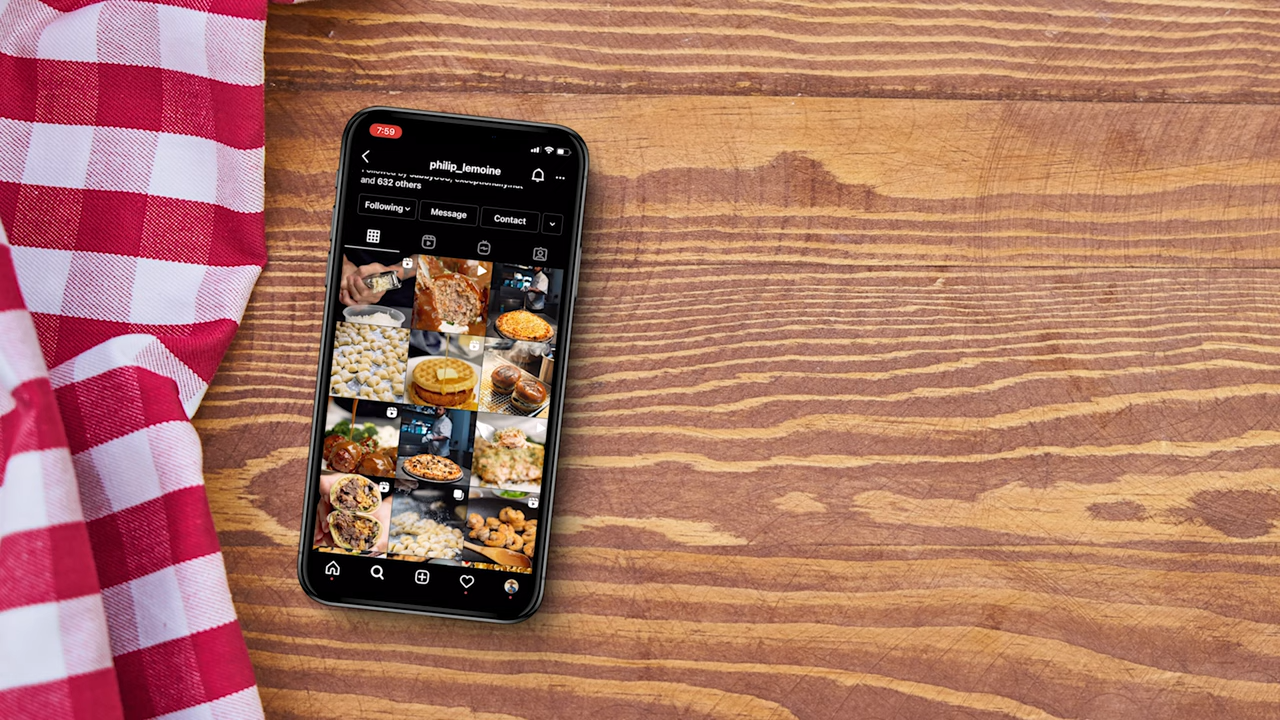 7:59
philip_lemoine
and 632 others
Following
Message
Contact